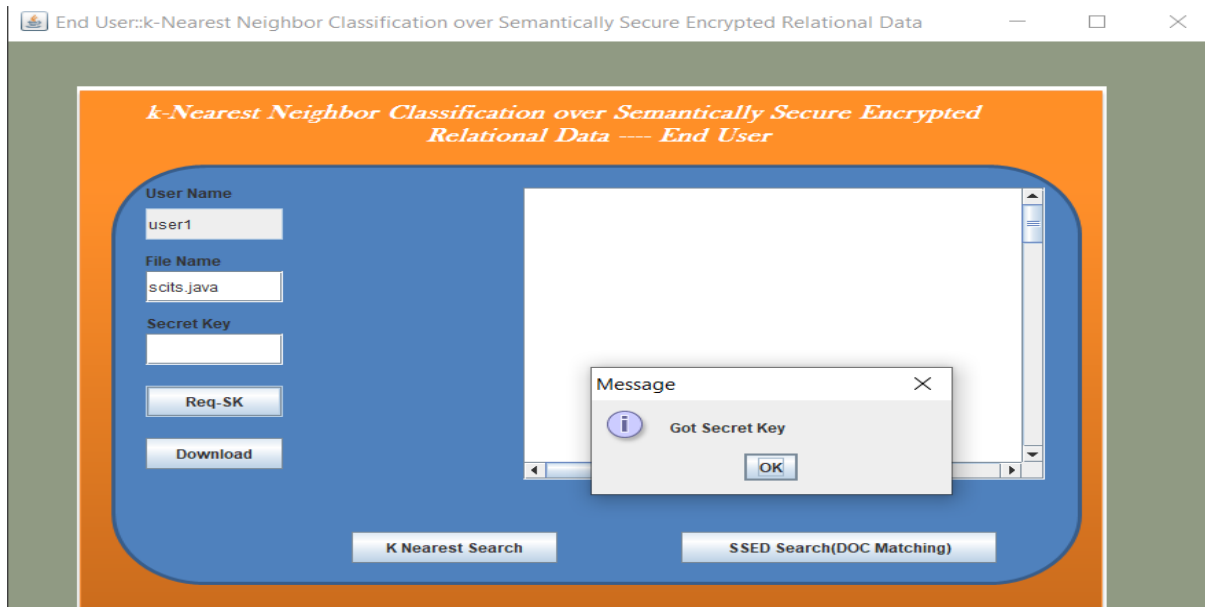 End User::k-Nearest Neighbor Classification over Semantically Secure Encrypted Relational Data
k-Nearest Neighbor Classification over Semantically Secure Encrypted
Relational Data ---- End User
User Name
user1
File Name
scits.java
Secret Key
Req-SK
Download
Message
Got Secret Key
OK
K Nearest Search
SSED Search(DOC Matching)